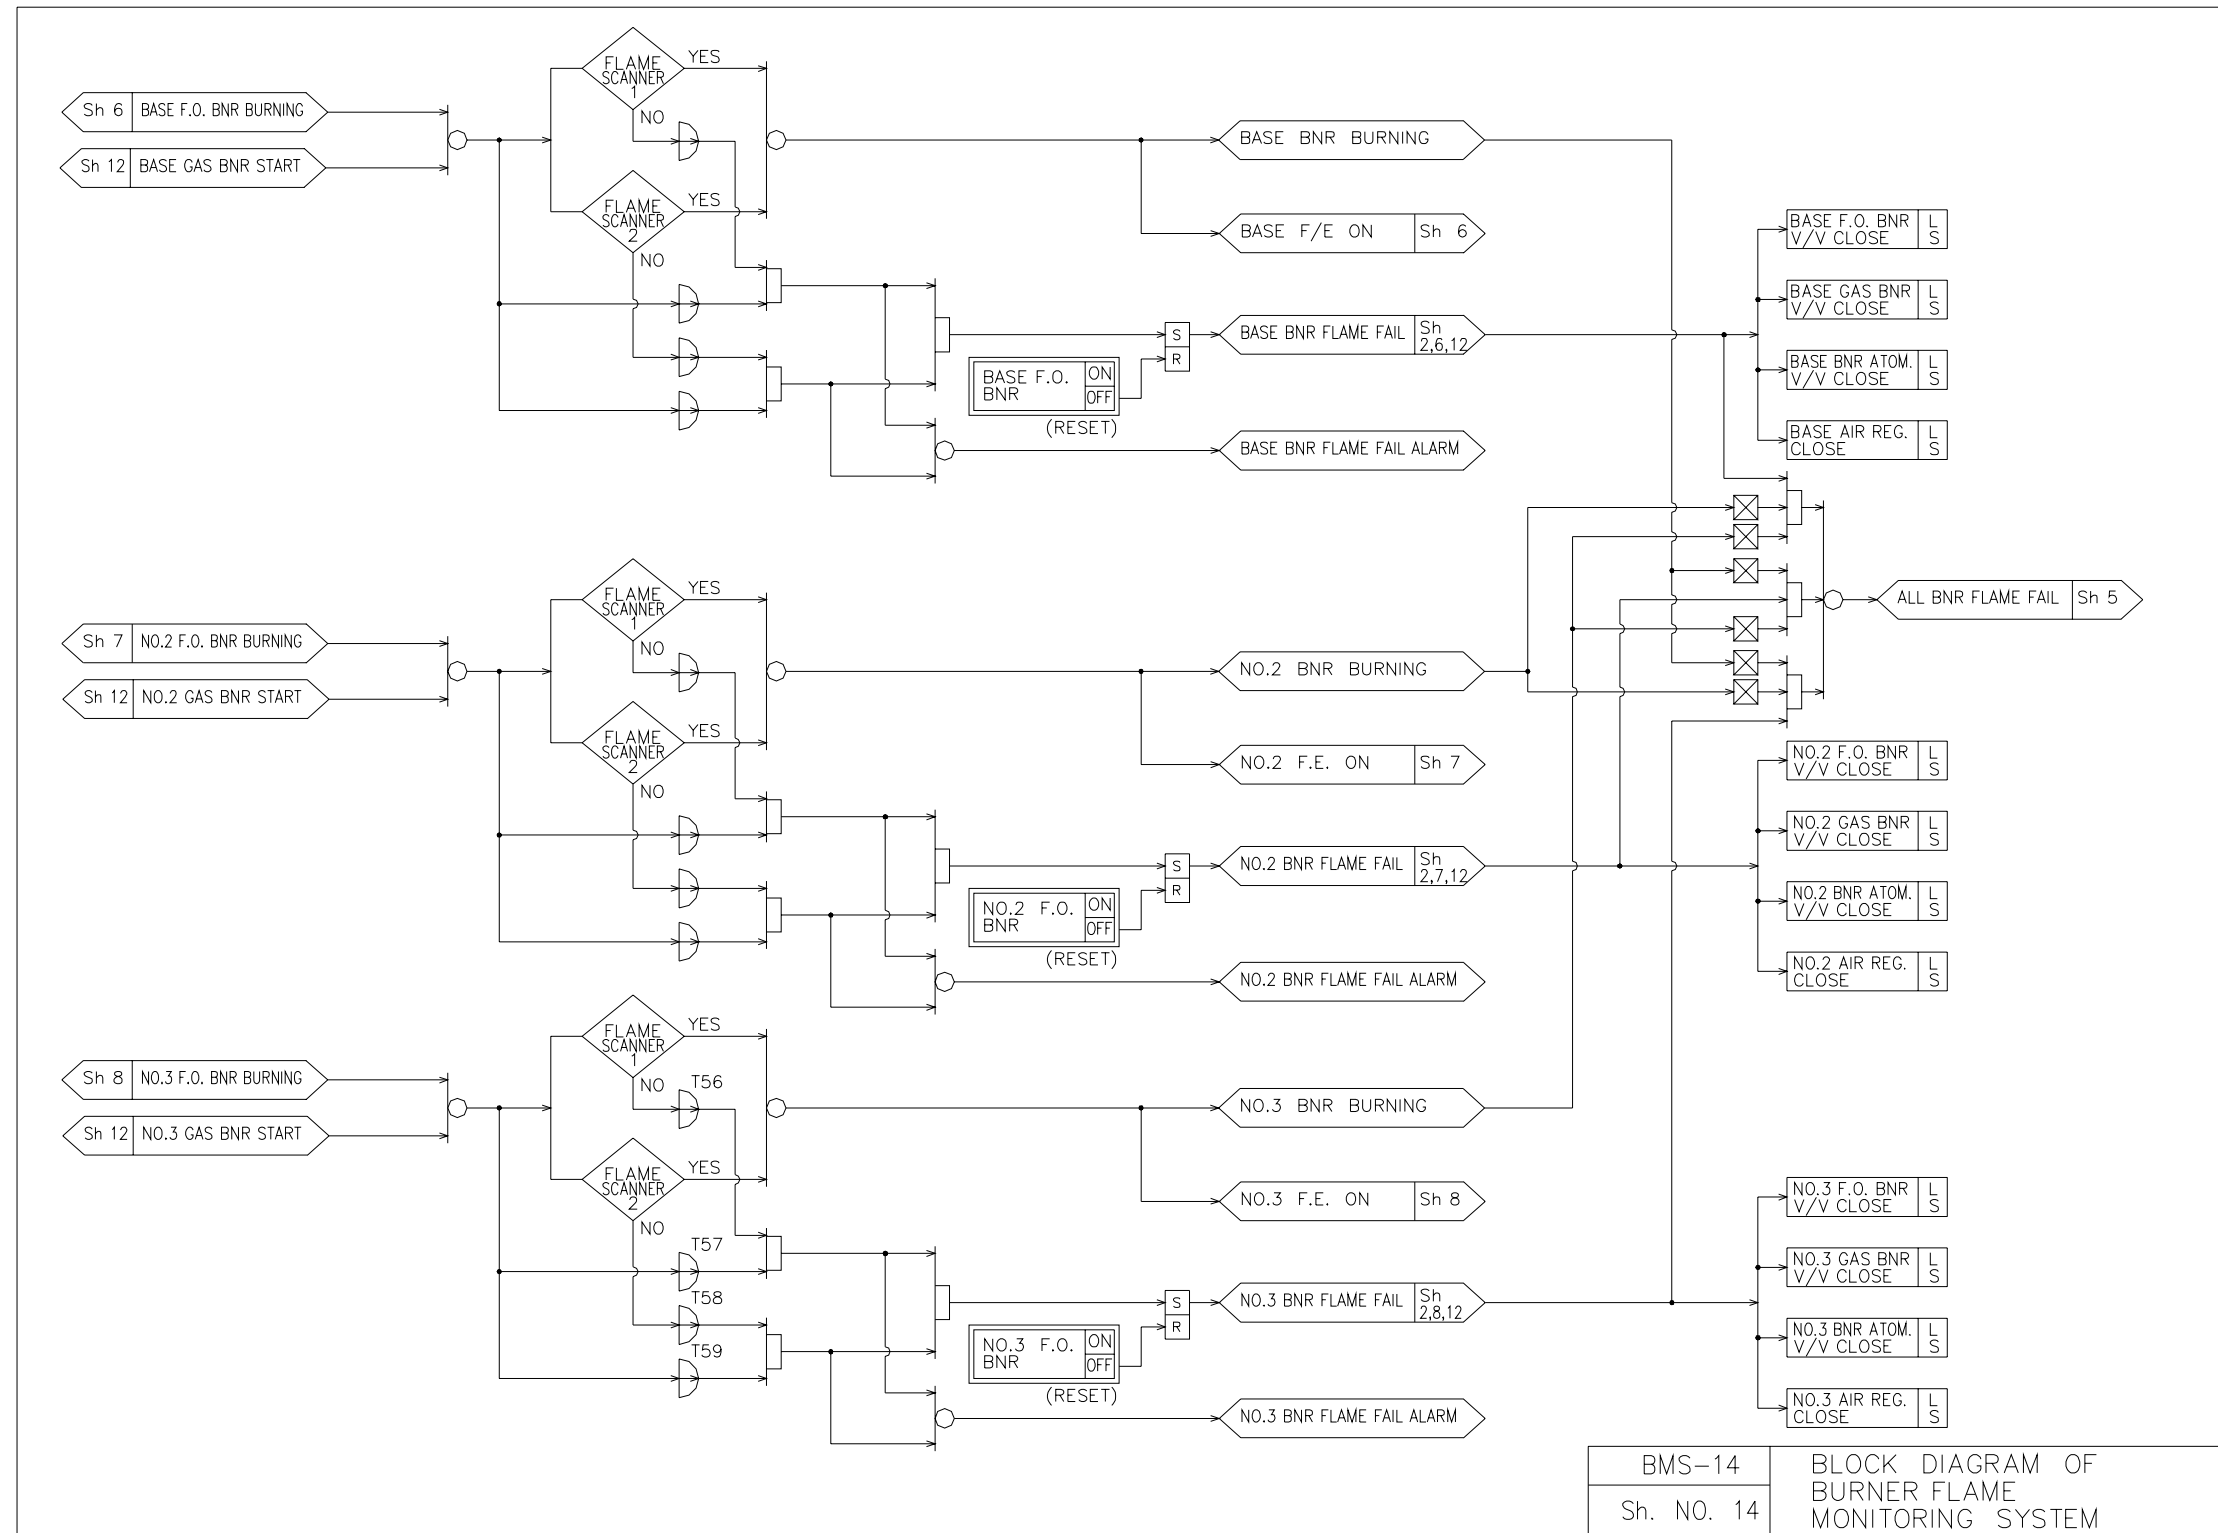 FLAME
SCANNER
1
YES
NO
Sh 6 BASE F.O. BNR BURNING
Sh 12 BASE GAS BNR START
FLAME
SCANNER
2
YES
NO
BASE BNR BURNING
BASE F/E ON Sh 6
BASE BNR FLAME FAIL Sh
2,6,12
S
R
BASE F.O.
BNR
ON
OFF
(RESET)
BASE BNR FLAME FAIL ALARM
BASE F.O. BNR
V/V CLOSE
L
S
BASE GAS BNR
V/V CLOSE
L
S
BASE BNR ATOM.
V/V CLOSE
L
S
BASE AIR REG.
CLOSE
L
S
ALL BNR FLAME FAIL Sh 5
FLAME
SCANNER
1
YES
NO
Sh 7 NO.2 F.O. BNR BURNING
Sh 12 NO.2 GAS BNR START
FLAME
SCANNER
2
YES
NO
NO.2 BNR BURNING
NO.2 F.E. ON Sh 7
NO.2 BNR FLAME FAIL Sh
2,7,12
S
R
NO.2 F.O.
BNR
ON
OFF
(RESET)
NO.2 BNR FLAME FAIL ALARM
NO.2 F.O. BNR
V/V CLOSE
L
S
NO.2 GAS BNR
V/V CLOSE
L
S
NO.2 BNR ATOM.
V/V CLOSE
L
S
NO.2 AIR REG.
CLOSE
L
S
FLAME
SCANNER
1
YES
NO
T56
Sh 8 NO.3 F.O. BNR BURNING
Sh 12 NO.3 GAS BNR START
FLAME
SCANNER
2
YES
NO
T57
T58
T59
NO.3 BNR BURNING
NO.3 F.E. ON Sh 8
NO.3 BNR FLAME FAIL Sh
2,8,12
S
R
NO.3 F.O.
BNR
ON
OFF
(RESET)
NO.3 BNR FLAME FAIL ALARM
NO.3 F.O. BNR
V/V CLOSE
L
S
NO.3 GAS BNR
V/V CLOSE
L
S
NO.3 BNR ATOM.
V/V CLOSE
L
S
NO.3 AIR REG.
CLOSE
L
S
BMS-14
Sh. NO. 14
BLOCK DIAGRAM OF
BURNER FLAME
MONITORING SYSTEM